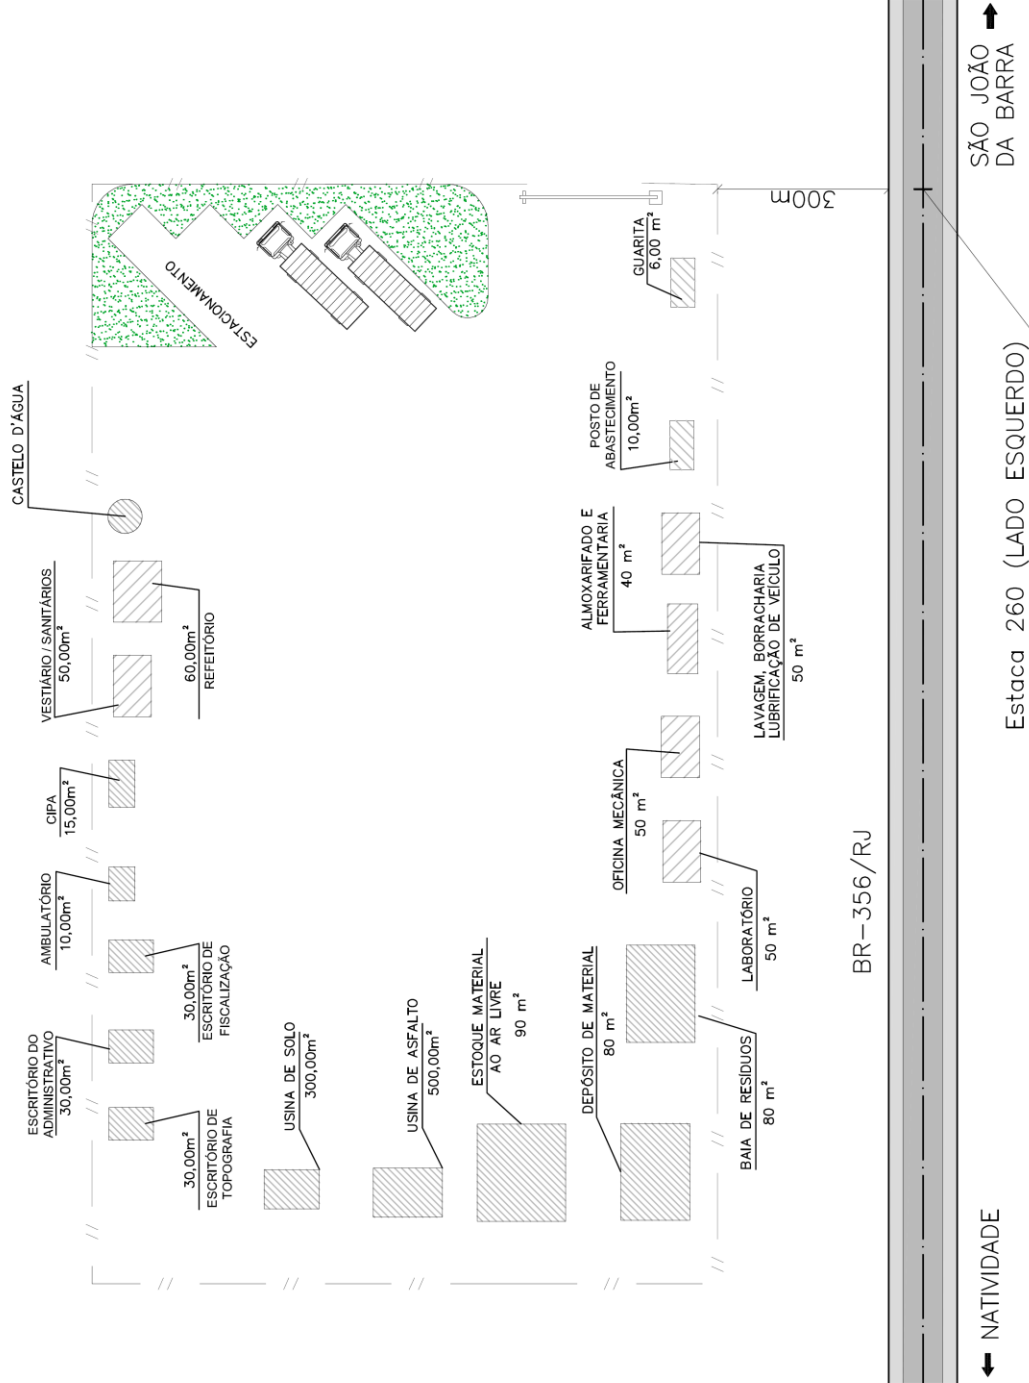 ESCRITÓRIO DO
ADMINISTRATIVO
30,00m²
AMBULATÓRIO
10,00m²
CIPA
15,00m²
VESTIÁRIO / SANITÁRIOS
50,00m²
CASTELO D'ÁGUA
30,00m²
ESCRITÓRIO DE
TOPOGRAFIA
30,00m²
ESCRITÓRIO DE
FISCALIZAÇÃO
60,00m²
REFEITÓRIO
ESTACIONAMENTO
USINA DE SOLO
300,00m²
USINA DE ASFALTO
500,00m²
ESTOQUE MATERIAL
AO AR LIVRE
90 m²
DEPÓSITO DE MATERIAL
80 m²
OFICINA MECÂNICA
50 m²
ALMOXARIFADO E
FERRAMENTARIA
40 m²
POSTO DE
ABASTECIMENTO
10,00m²
GUARITA
6,00 m²
BAIA DE RESÍDUOS
80 m²
LABORATÓRIO
50 m²
LAVAGEM, BORRACHARIA
LUBRIFICAÇÃO DE VEÍCULO
50 m²
300m
BR-356/RJ
NATIVIDADE
SÃO JOÃO
DA BARRA
Estaca 260 (LADO ESQUERDO)